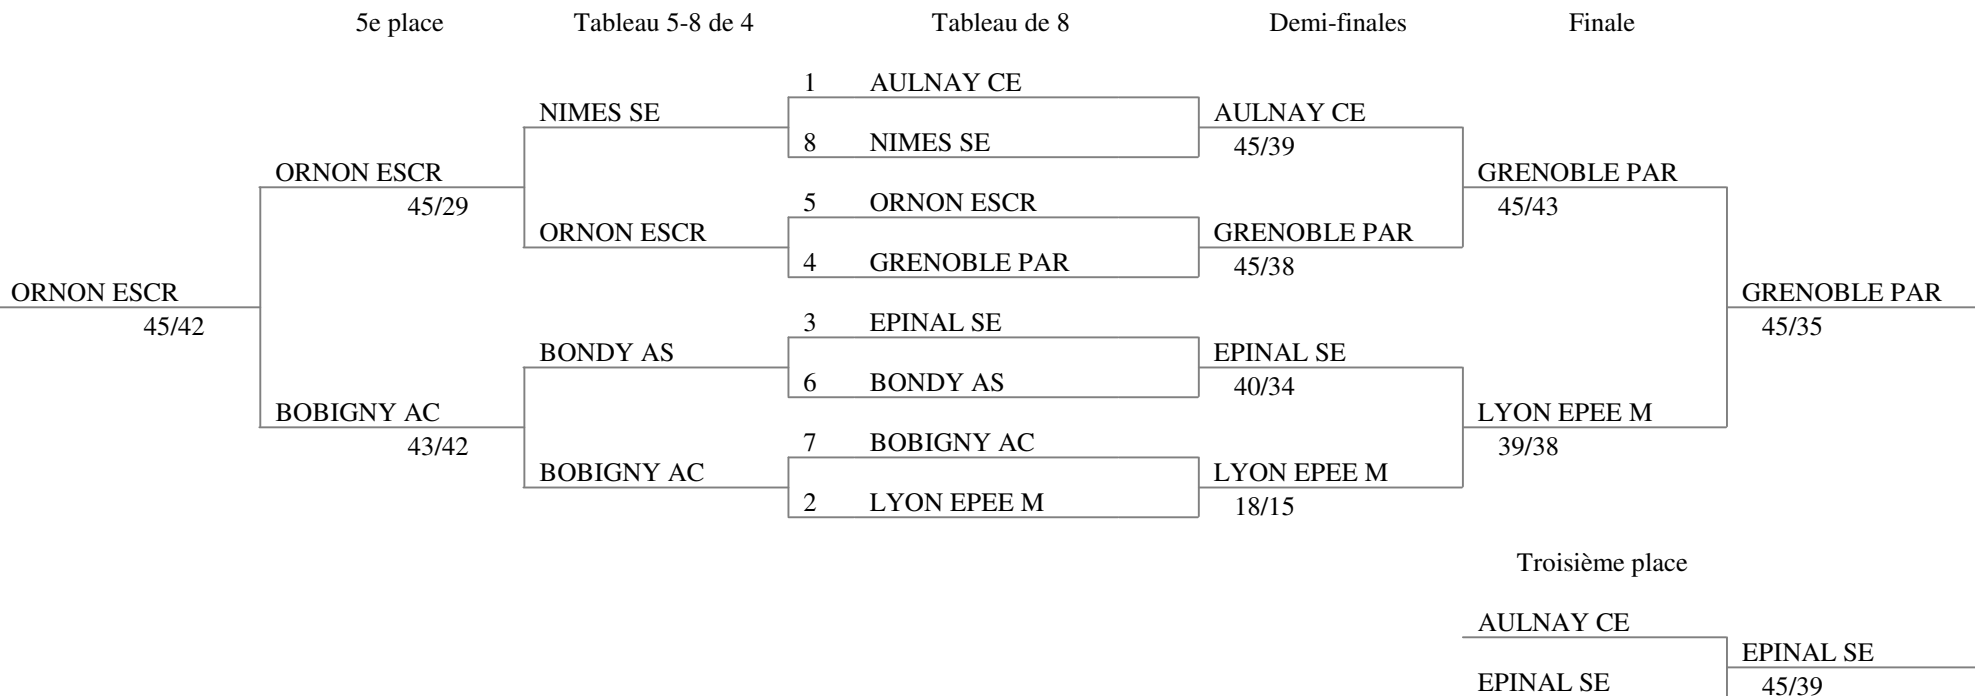 5e place Tableau 5-8 de 4 Tableau de 8 Demi-finales Finale
1 AULNAY CE
NIMES SE AULNAY CE
8 NIMES SE 45/39
ORNON ESCR GRENOBLE PAR
5 ORNON ESCR
45/29 45/43
ORNON ESCR GRENOBLE PAR
4 GRENOBLE PAR 45/38
ORNON ESCR GRENOBLE PAR
3 EPINAL SE
45/42 45/35
BONDY AS EPINAL SE
6 BONDY AS 40/34
BOBIGNY AC LYON EPEE M
7 BOBIGNY AC
43/42 39/38
BOBIGNY AC LYON EPEE M
2 LYON EPEE M 18/15
Troisième place
AULNAY CE
EPINAL SE
EPINAL SE 45/39